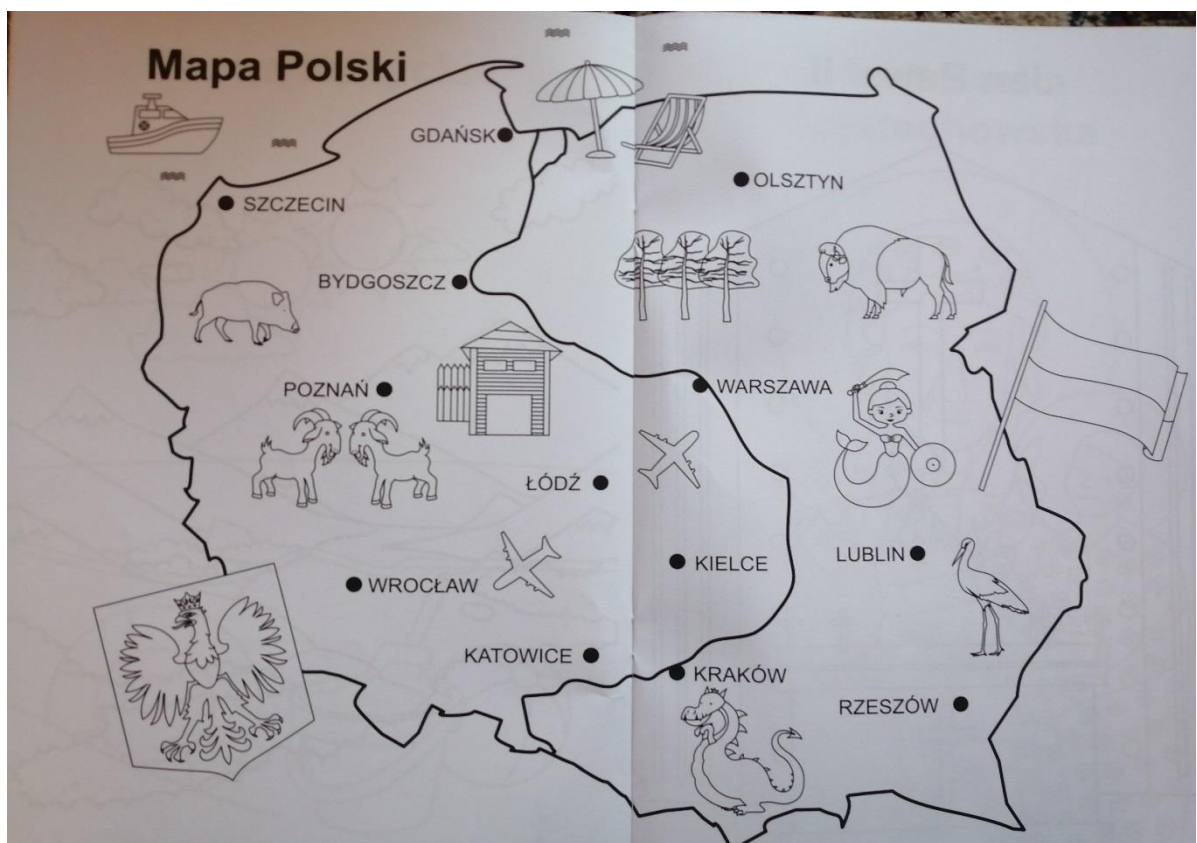 Mapa Polski
GDAŃSK
OLSZTYN
SZCZECIN
BYDGOSZCZ
POZNAŃ
WARSZAWA
ŁÓDŹ
LUBLIN
KIELCE
WROCŁAW
KATOWICE
KRAKÓW
RZESZÓW